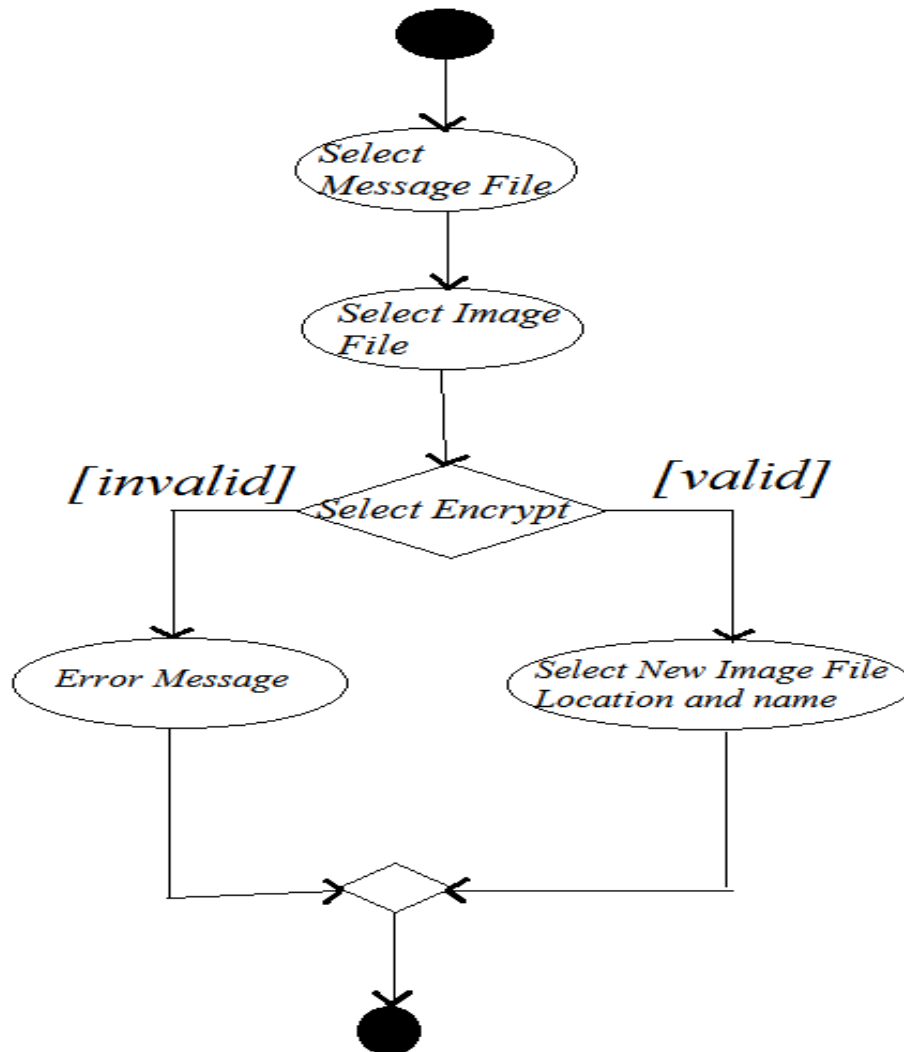 Select
Message File
Select Image
File
[invalid]
[valid]
Select Encrypt
Error Message
Select New Image File
Location and name